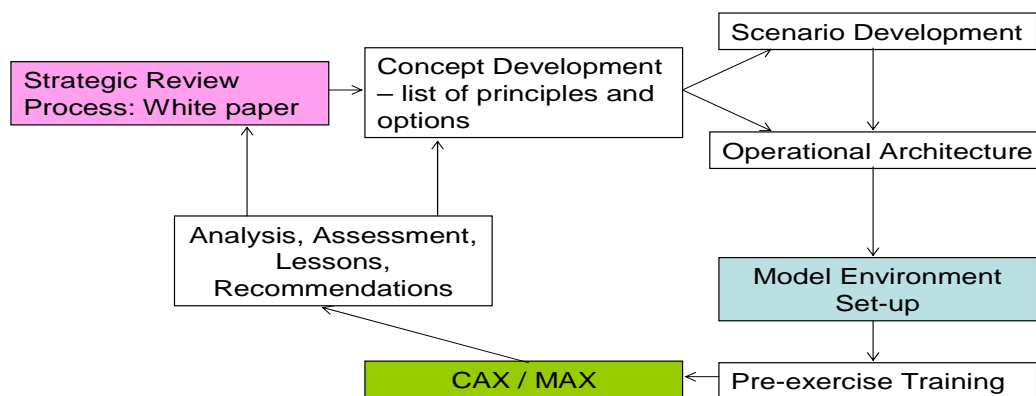 Scenario Development
Strategic Review
Process: White paper
Concept Development
– list of principles and
options
Operational Architecture
Analysis, Assessment,
Lessons,
Recommendations
Model Environment
Set-up
CAX / MAX
Pre-exercise Training